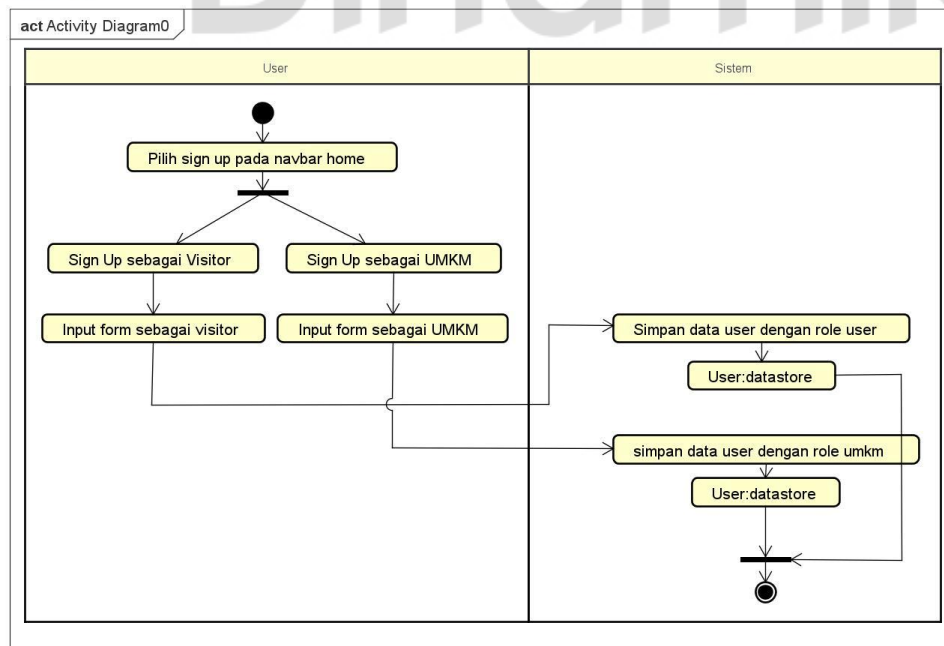 act Activity Diagram0
User
Sistem
Pilih sign up pada navbar home
Sign Up sebagai Visitor
Sign Up sebagai UMKM
Input form sebagai visitor
Input form sebagai UMKM
Simpan data user dengan role user
User:datastore
simpan data user dengan role umkm
User:datastore